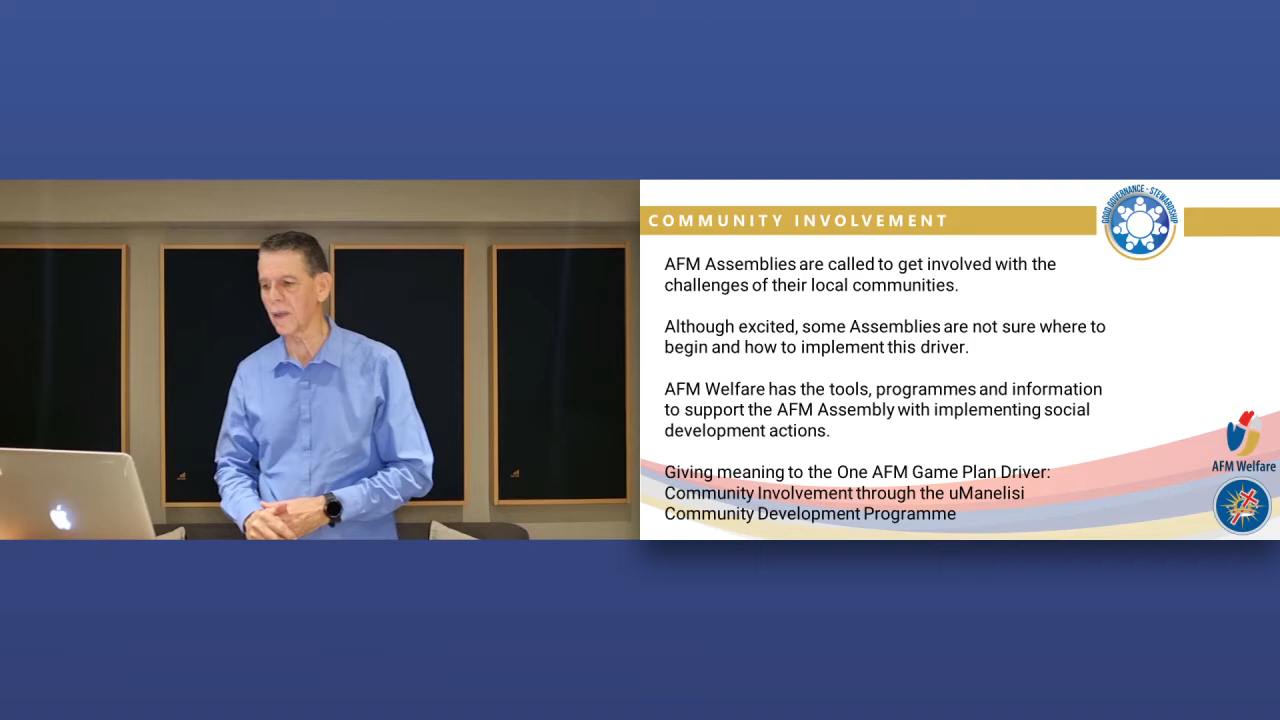 COMMUNITY INVOLVEMENT
GOOD GOVERNANCE - STEWARDSHIP
AFM Assemblies are called to get involved with the
challenges of their local communities.
Although excited, some Assemblies are not sure where to
begin and how to implement this driver.
AFM Welfare has the tools, programmes and information
to support the AFM Assembly with implementing social
development actions.
Giving meaning to the One AFM Game Plan Driver:
Community Involvement through the uManelisi
Community Development Programme
AFM Welfare